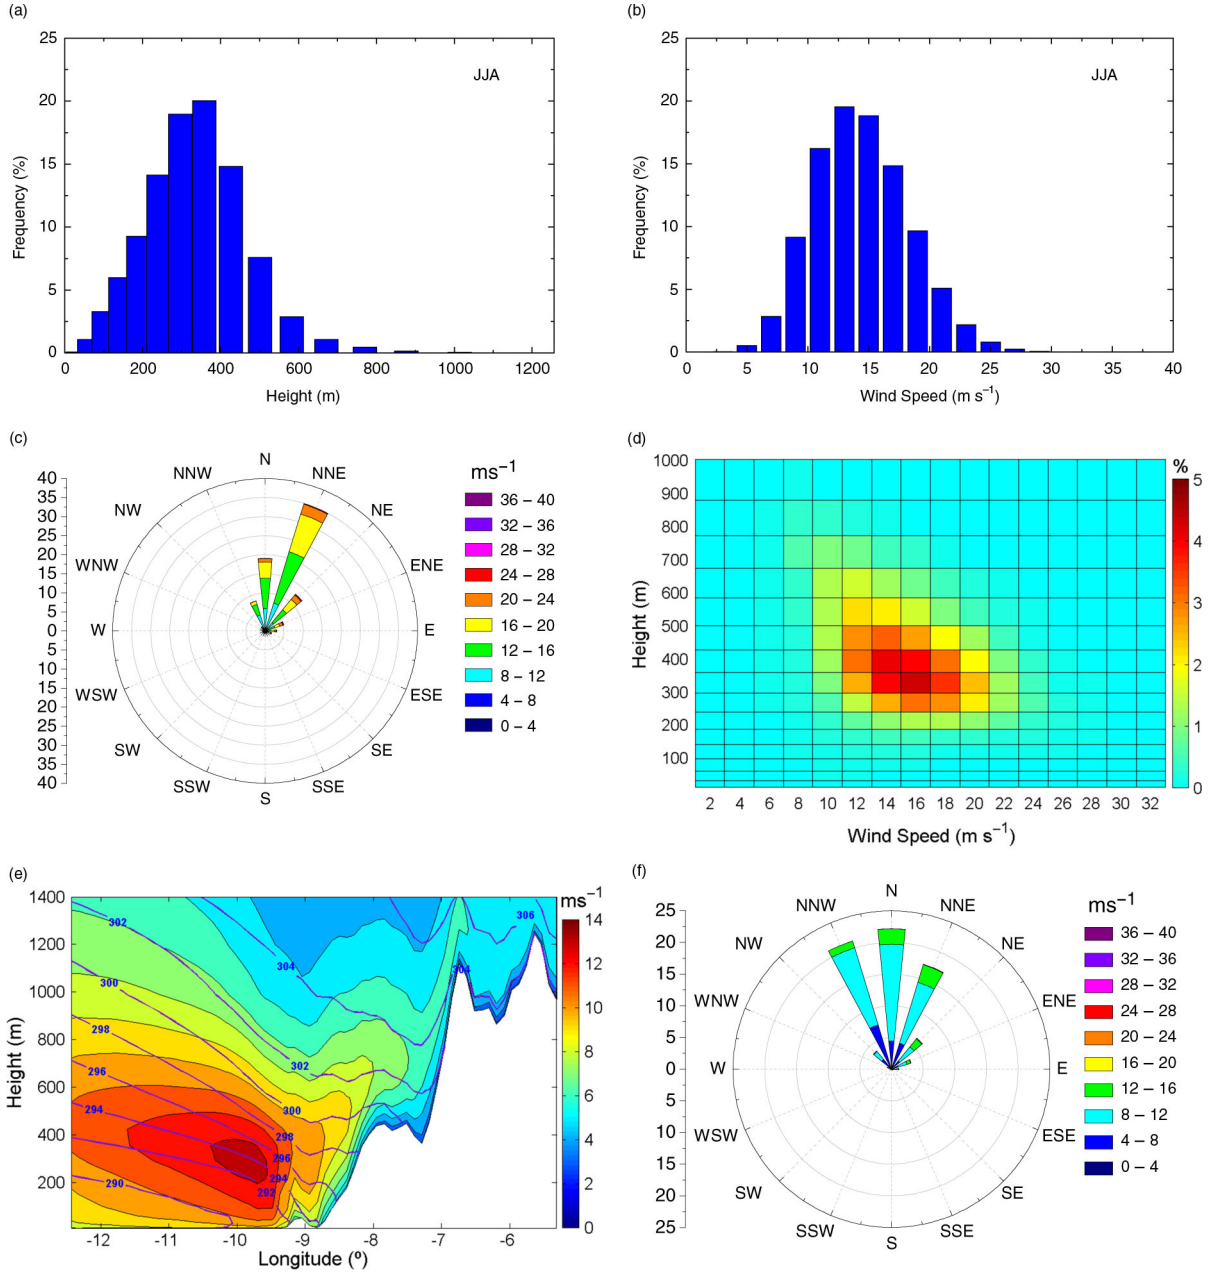 (a)
25
20
15
10
5
0
Frequency (%)
JJA
0 200 400 600 800 1000 1200
Height (m)
(b)
25
20
15
10
5
0
Frequency (%)
JJA
0 5 10 15 20 25 30 35 40
Wind Speed (m s⁻¹)
(c)
40
35
30
25
20
15
10
5
0
5
10
15
20
25
30
35
40
N
NNE
NE
ENE
E
ESE
SE
SSE
S
SSW
SW
WSW
W
WNW
NW
NNW
ms⁻¹
36 – 40
32 – 36
28 – 32
24 – 28
20 – 24
16 – 20
12 – 16
8 – 12
4 – 8
0 – 4
(d)
1000
900
800
700
600
500
400
300
200
100
Height (m)
2 4 6 8 10 12 14 16 18 20 22 24 26 28 30 32
Wind Speed (m s⁻¹)
%
5
4
3
2
1
0
(e)
1400
1200
1000
800
600
400
200
Height (m)
302
300
298
296
294
290
304
302
300
298
296
294
292
304
306
-12 -11 -10 -9 -8 -7 -6
Longitude (º)
ms⁻¹
14
12
10
8
6
4
2
0
(f)
25
20
15
10
5
0
5
10
15
20
25
N
NNE
NE
ENE
E
ESE
SE
SSE
S
SSW
SW
WSW
W
WNW
NW
NNW
ms⁻¹
36 – 40
32 – 36
28 – 32
24 – 28
20 – 24
16 – 20
12 – 16
8 – 12
4 – 8
0 – 4